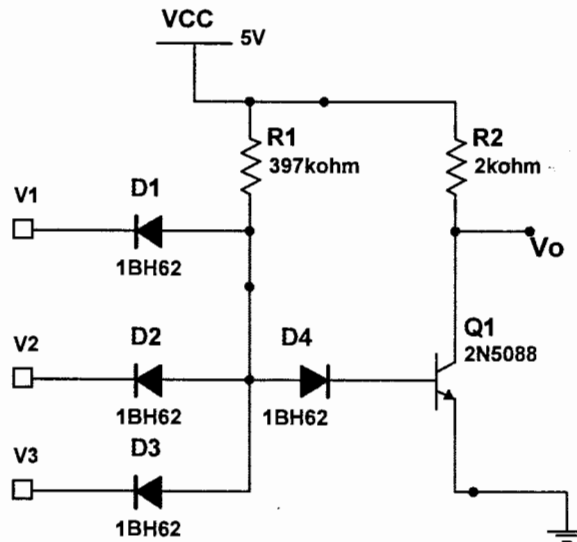 VCC
5V
R1
397kohm
R2
2kohm
V1
D1
1BH62
Vo
V2
D2
1BH62
D4
1BH62
Q1
2N5088
V3
D3
1BH62